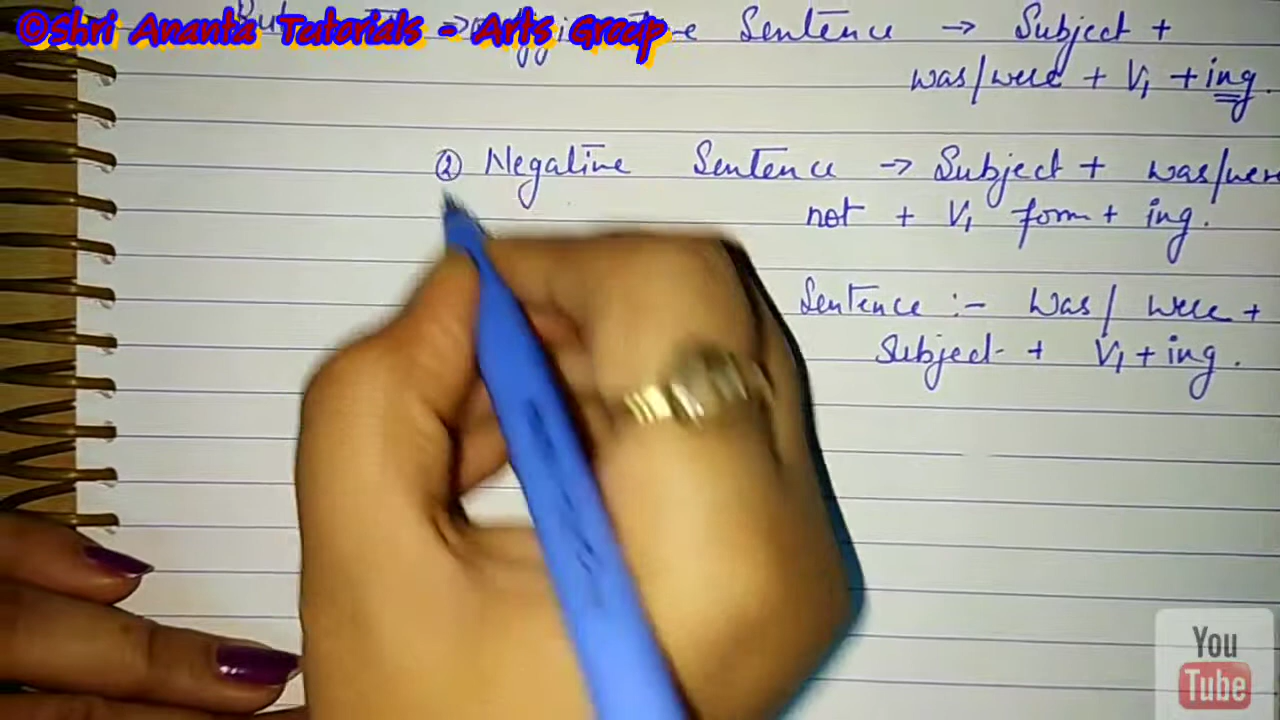 ©Shri Ananta Tutorials - Arts Group
Sentence → Subject +
was/were + V1 + ing.
② Negative Sentence → Subject + was/were
not + V1 form + ing.
Sentence :- Was/ Were +
Subject + V1 + ing.
You
Tube